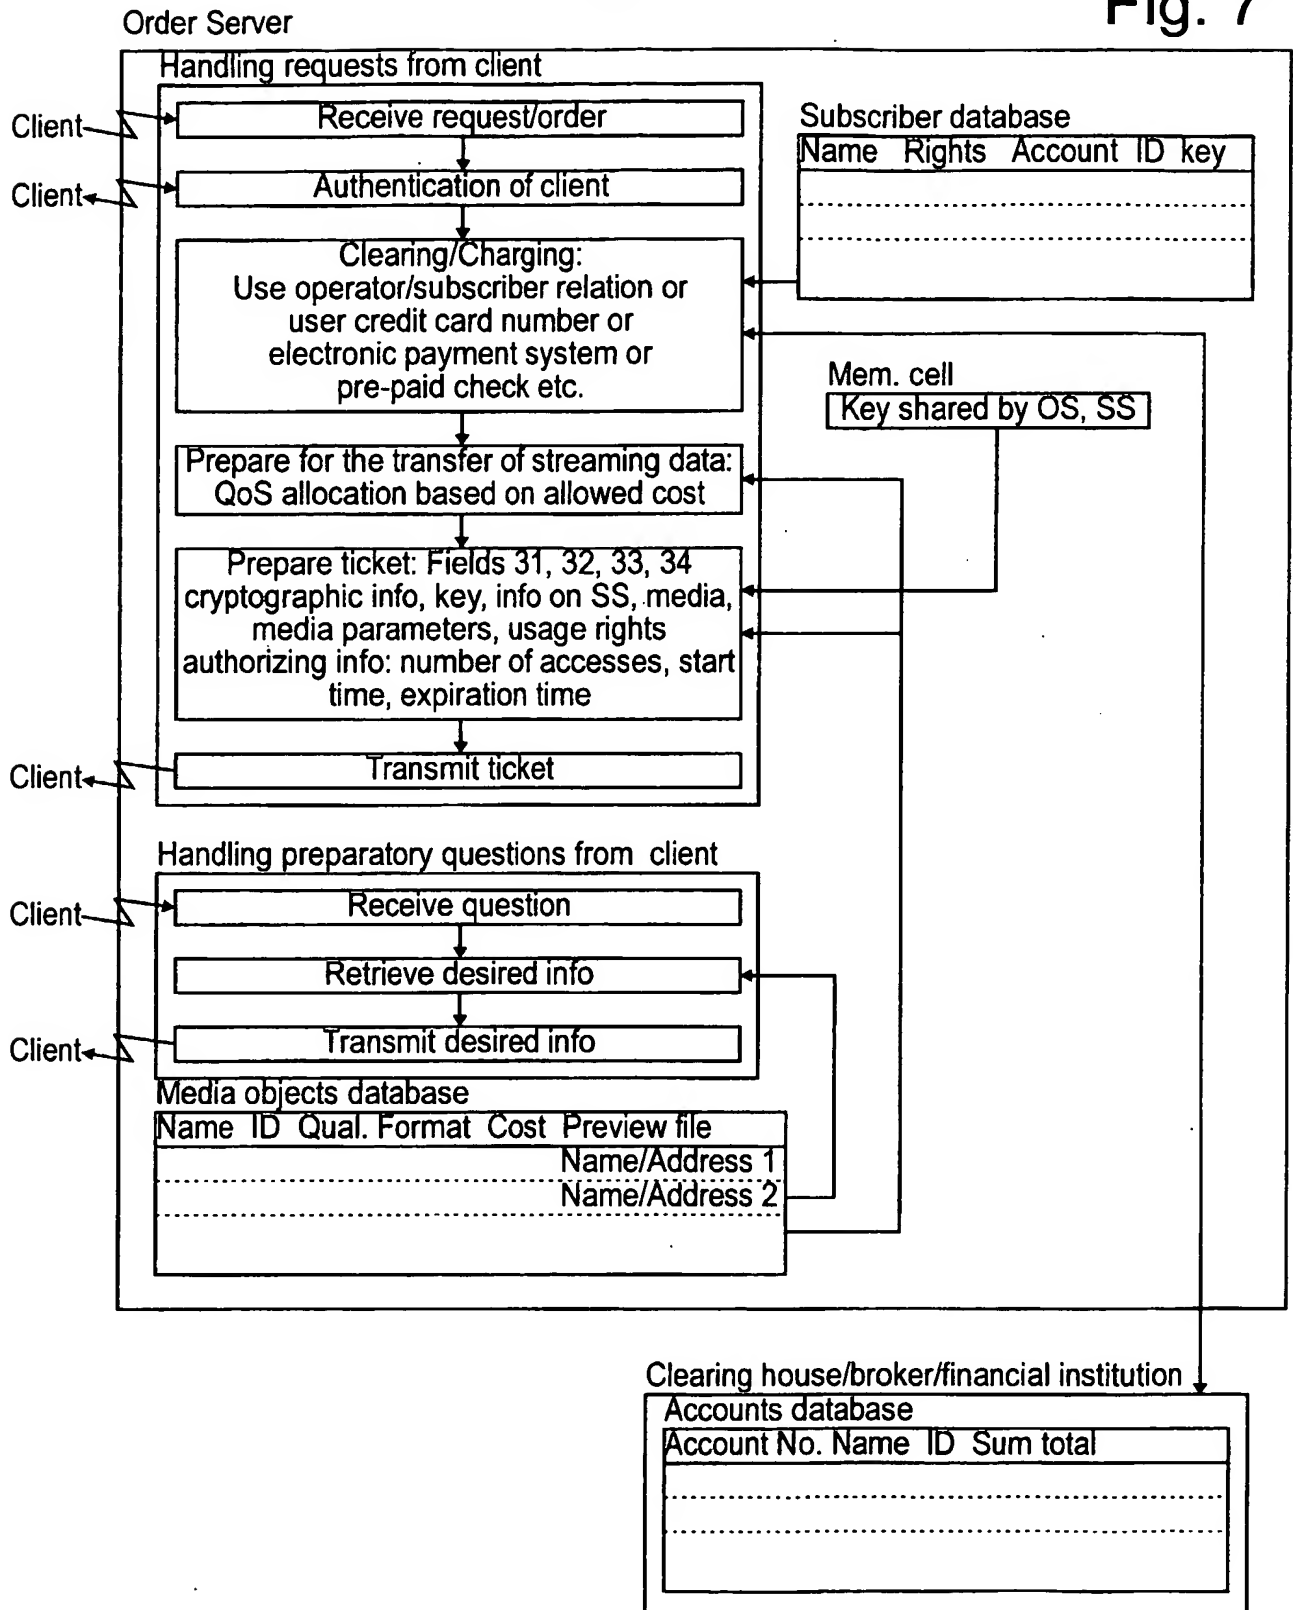 Fig. 7
Order Server
Handling requests from client
Client
Receive request/order
Client
Authentication of client
Clearing/Charging:
Use operator/subscriber relation or
user credit card number or
electronic payment system or
pre-paid check etc.
Prepare for the transfer of streaming data:
QoS allocation based on allowed cost
Prepare ticket: Fields 31, 32, 33, 34
cryptographic info, key, info on SS, media,
media parameters, usage rights
authorizing info: number of accesses, start
time, expiration time
Client
Transmit ticket
Subscriber database
Name Rights Account ID key
Mem. cell
Key shared by OS, SS
Handling preparatory questions from client
Client
Receive question
Retrieve desired info
Client
Transmit desired info
Media objects database
Name ID Qual. Format Cost Preview file
Name/Address 1
Name/Address 2
Clearing house/broker/financial institution
Accounts database
Account No. Name ID Sum total